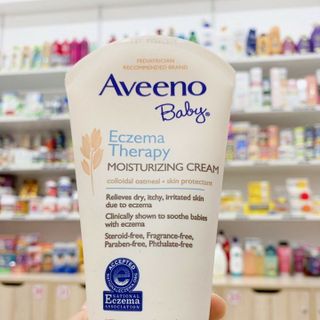 PEDIATRICIAN
RECOMMENDED BRAND
Aveeno
Baby®
Eczema
Therapy
MOISTURIZING CREAM
colloidal oatmeal • skin protectant
Relieves dry, itchy, irritated skin
due to eczema
Clinically shown to soothe babies
with eczema
Steroid-free, Fragrance-free,
Paraben-free, Phthalate-free
ACCEPTED
NATIONAL
ECZEMA
ASSOCIATION